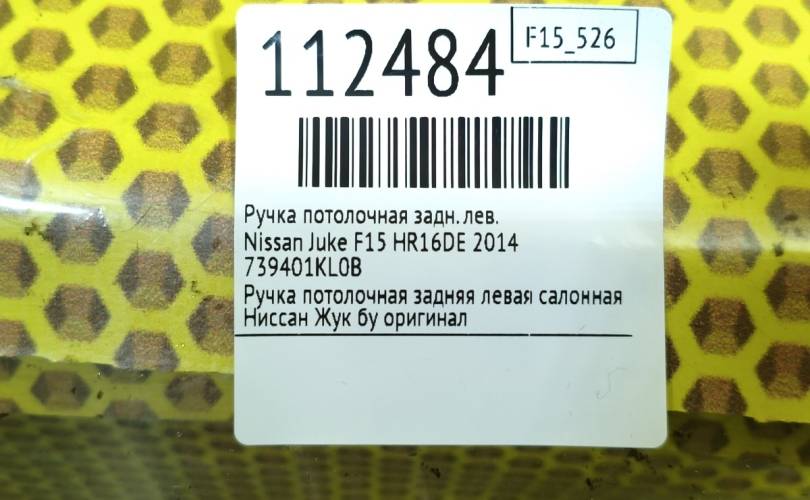 112484
F15_526
Ручка потолочная задн. лев.
Nissan Juke F15 HR16DE 2014
739401KL0B
Ручка потолочная задняя левая салонная
Ниссан Жук бу оригинал